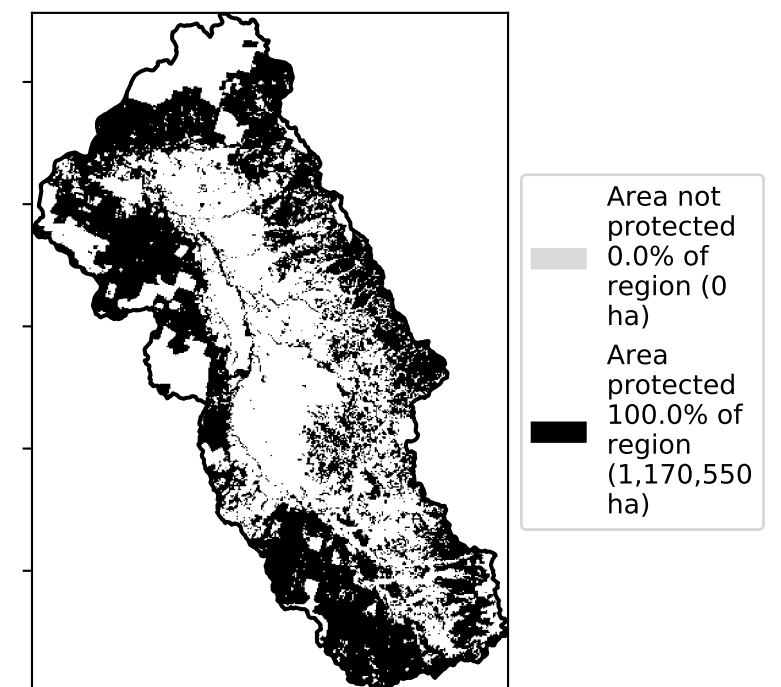 Area not
protected
0.0% of
region (0
ha)
Area
protected
100.0% of
region
(1,170,550
ha)